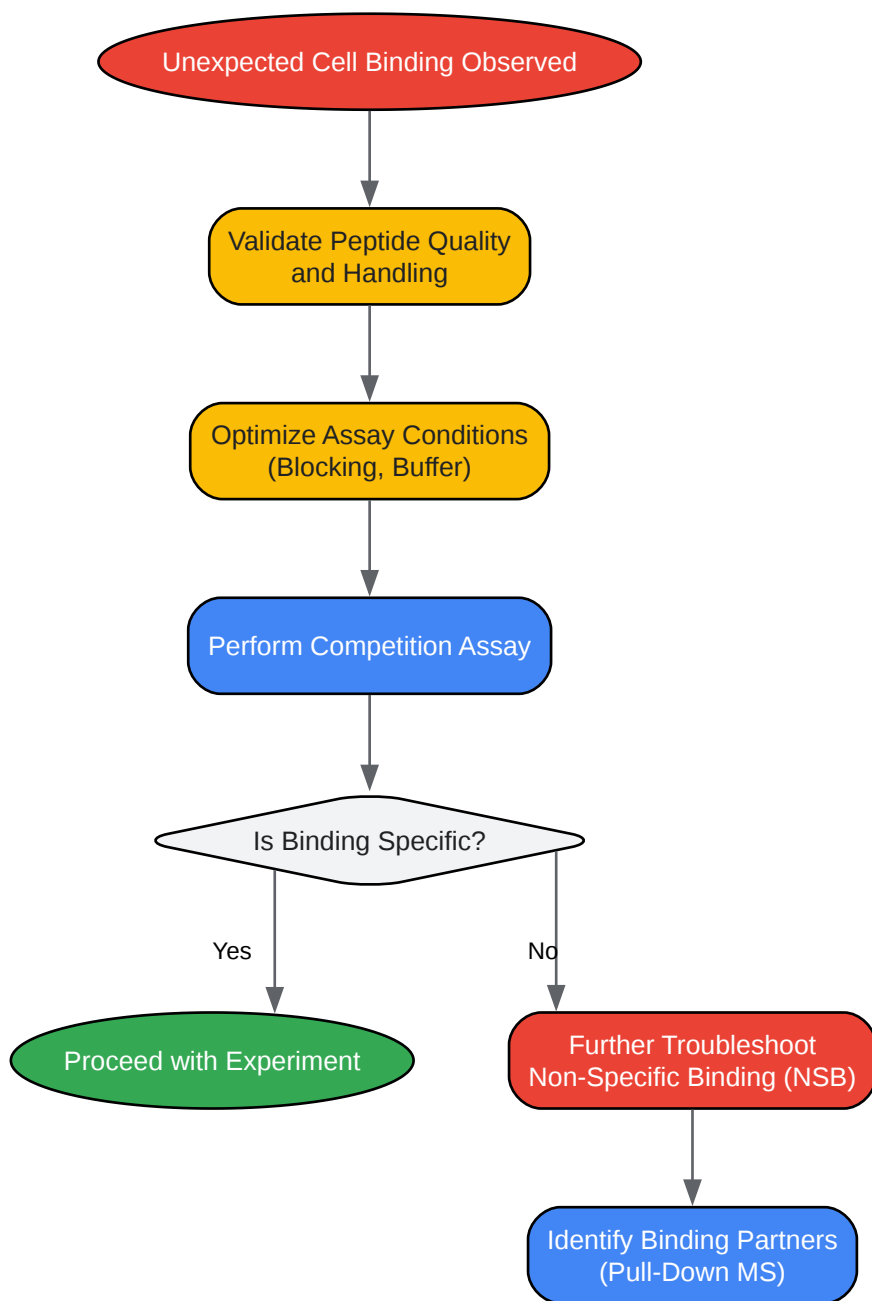 Unexpected Cell Binding Observed
Validate Peptide Quality
and Handling
Optimize Assay Conditions
(Blocking, Buffer)
Perform Competition Assay
Is Binding Specific?
Yes
No
Proceed with Experiment
Further Troubleshoot
Non-Specific Binding (NSB)
Identify Binding Partners
(Pull-Down MS)